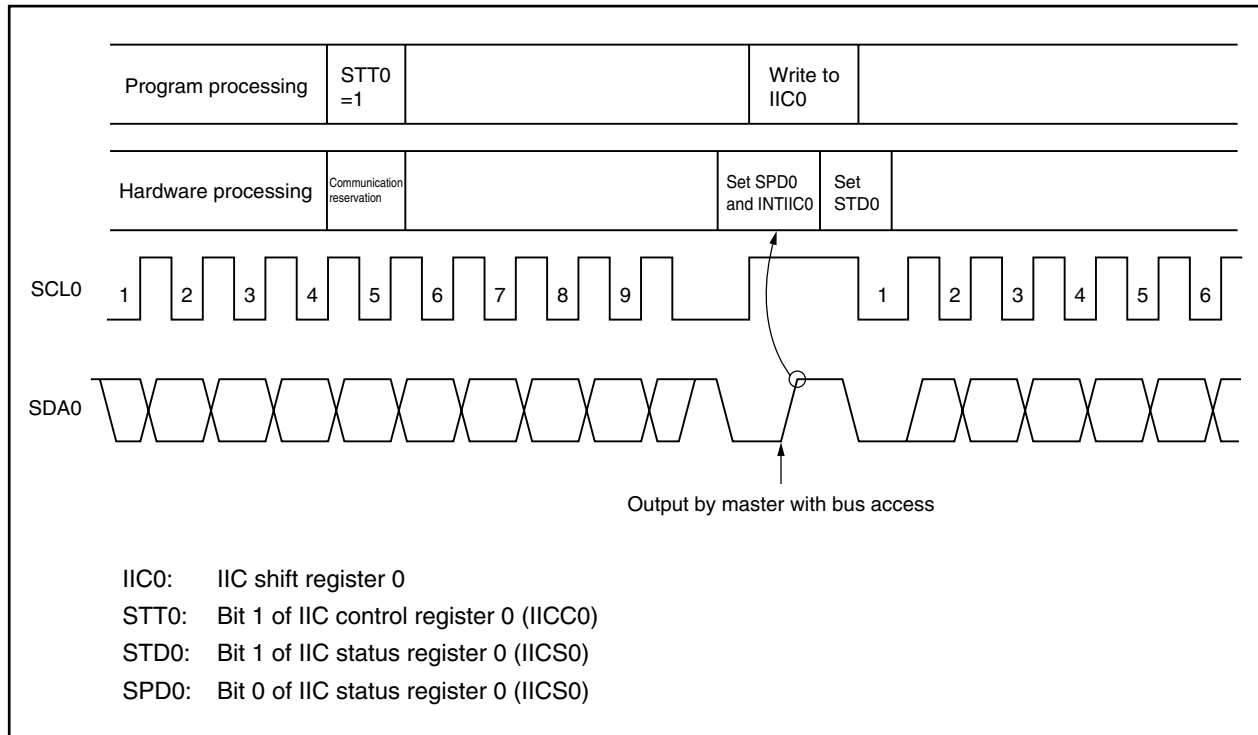 Program processing
STT0
=1
Write to
IIC0
Hardware processing
Communication
reservation
Set SPD0
and INTIIC0
Set
STD0
SCL0
1 2 3 4 5 6 7 8 9 1 2 3 4 5 6
SDA0
Output by master with bus access
IIC0: IIC shift register 0
STT0: Bit 1 of IIC control register 0 (IICC0)
STD0: Bit 1 of IIC status register 0 (IICS0)
SPD0: Bit 0 of IIC status register 0 (IICS0)